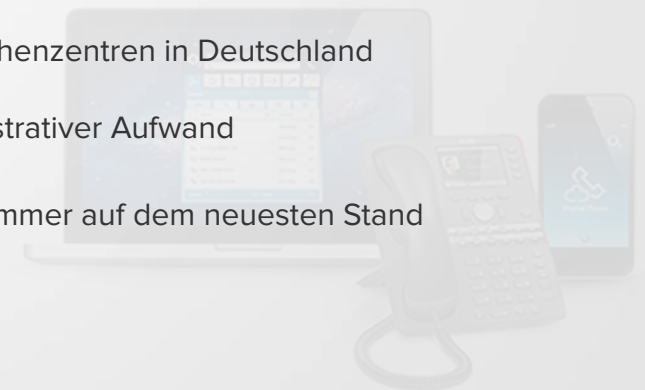 henzentren in Deutschland
strativer Aufwand
mmer auf dem neuesten Stand